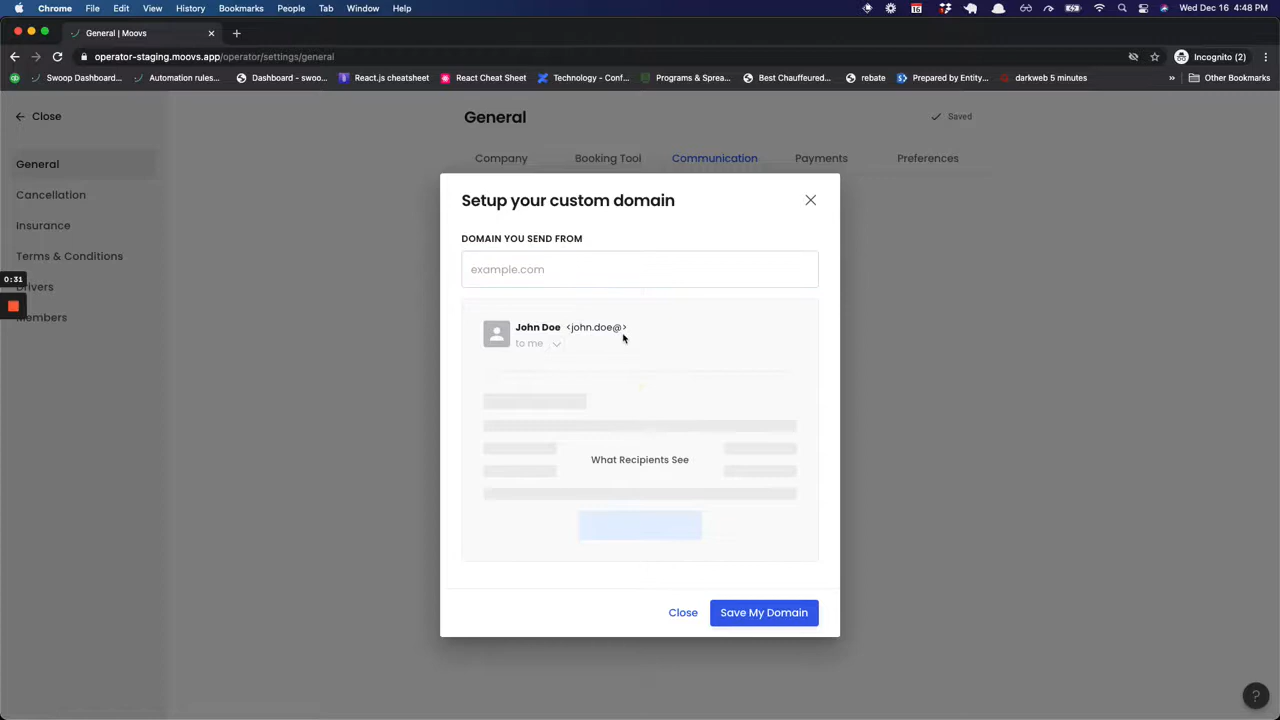 Chrome File Edit View History Bookmarks People Tab Window Help 16 Wed Dec 16 4:48 PM
General | Moovs
operator-staging.moovs.app/operator/settings/general Incognito (2)
Swoop Dashboard... Automation rules... Dashboard - swoo... React.js cheatsheet React Cheat Sheet Technology - Conf... Programs & Sprea... Best Chauffeured... rebate Prepared by Entity... darkweb 5 minutes » Other Bookmarks
Close
General
Cancellation
Insurance
Terms & Conditions
Drivers
Members
0:31
General
Saved
Company Booking Tool Communication Payments Preferences
Setup your custom domain
DOMAIN YOU SEND FROM
example.com
John Doe <john.doe@>
to me
What Recipients See
Close Save My Domain
?